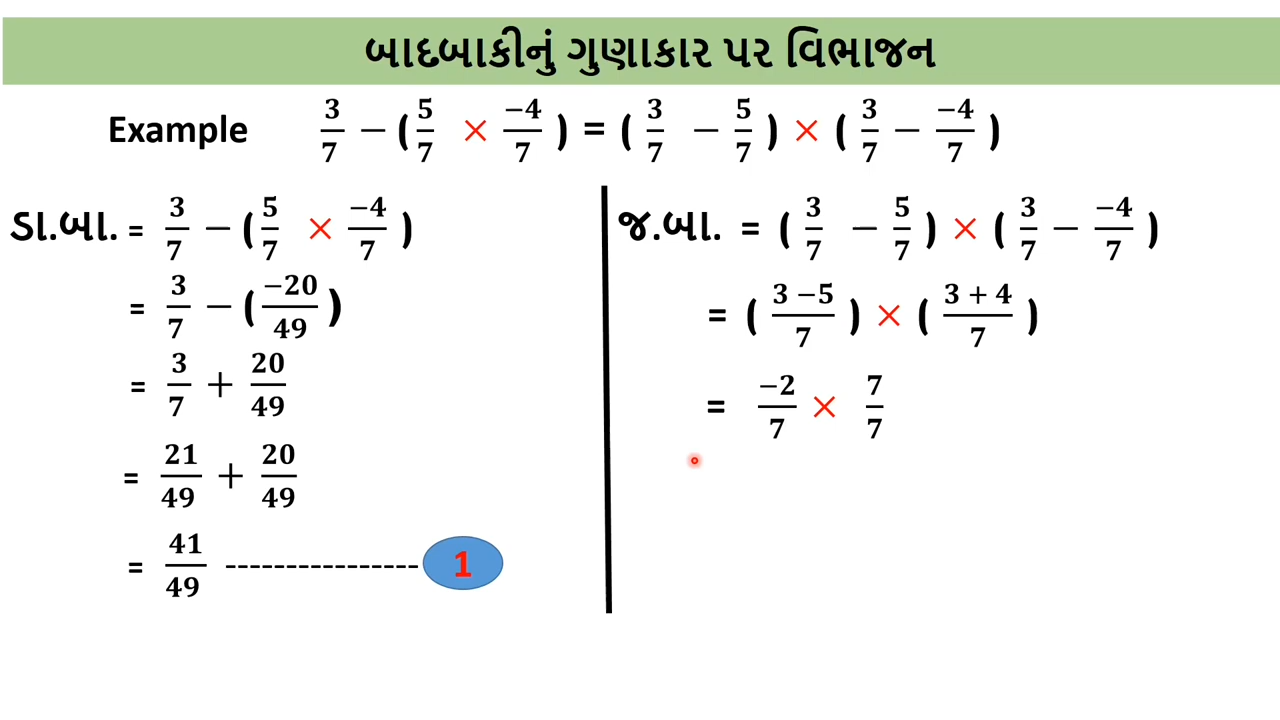 બાદબાકીનું ગુણાકાર પર વિભાજન
Example 3/7 − ( 5/7 × −4/7 ) = ( 3/7 − 5/7 ) × ( 3/7 − −4/7 )
ડા.બા. = 3/7 − ( 5/7 × −4/7 )
= 3/7 − ( −20/49 )
= 3/7 + 20/49
= 21/49 + 20/49
= 41/49 ---------------- 1
જ.બા. = ( 3/7 − 5/7 ) × ( 3/7 − −4/7 )
= ( 3 −5/7 ) × ( 3 + 4/7 )
= −2/7 × 7/7